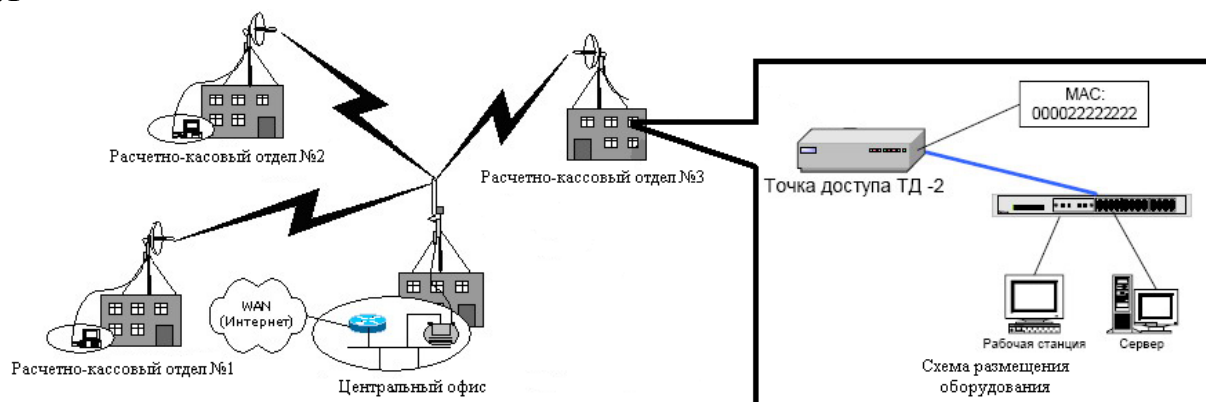 Расчетно-касовый отдел №2
Расчетно-кассовый отдел №3
WAN
(Интернет)
Расчетно-кассовый отдел №1
Центральный офис
MAC:
000022222222
Точка доступа ТД -2
Рабочая станция
Сервер
Схема размещения
оборудования